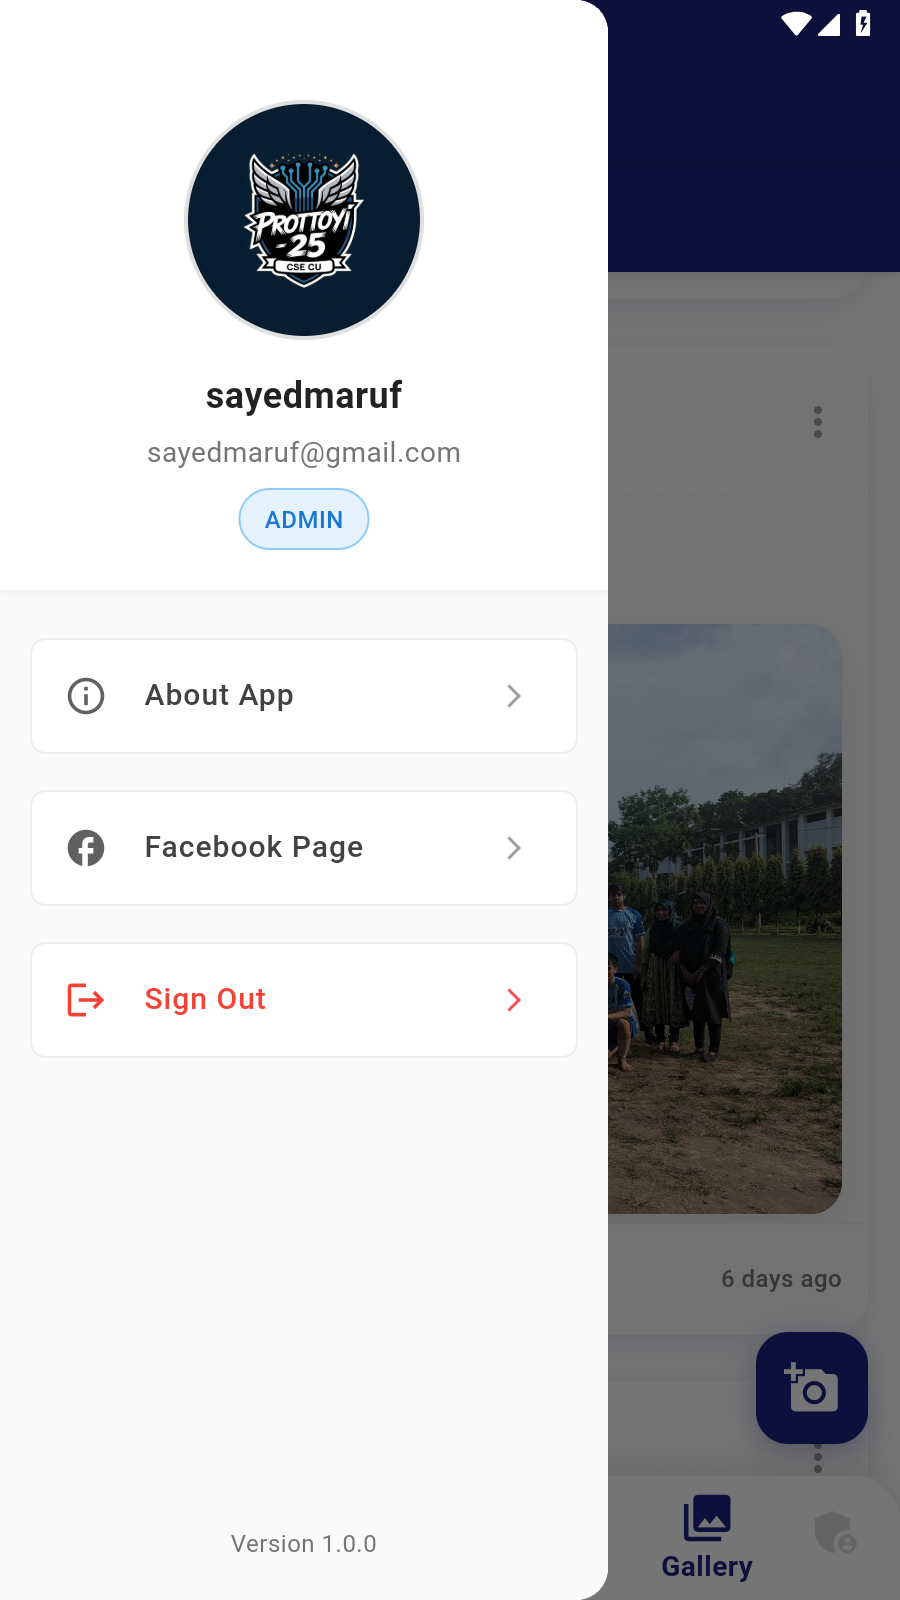 PROTTOYI
-25
CSE CU
sayedmaruf
sayedmaruf@gmail.com
ADMIN
About App
Facebook Page
Sign Out
6 days ago
Version 1.0.0
Gallery